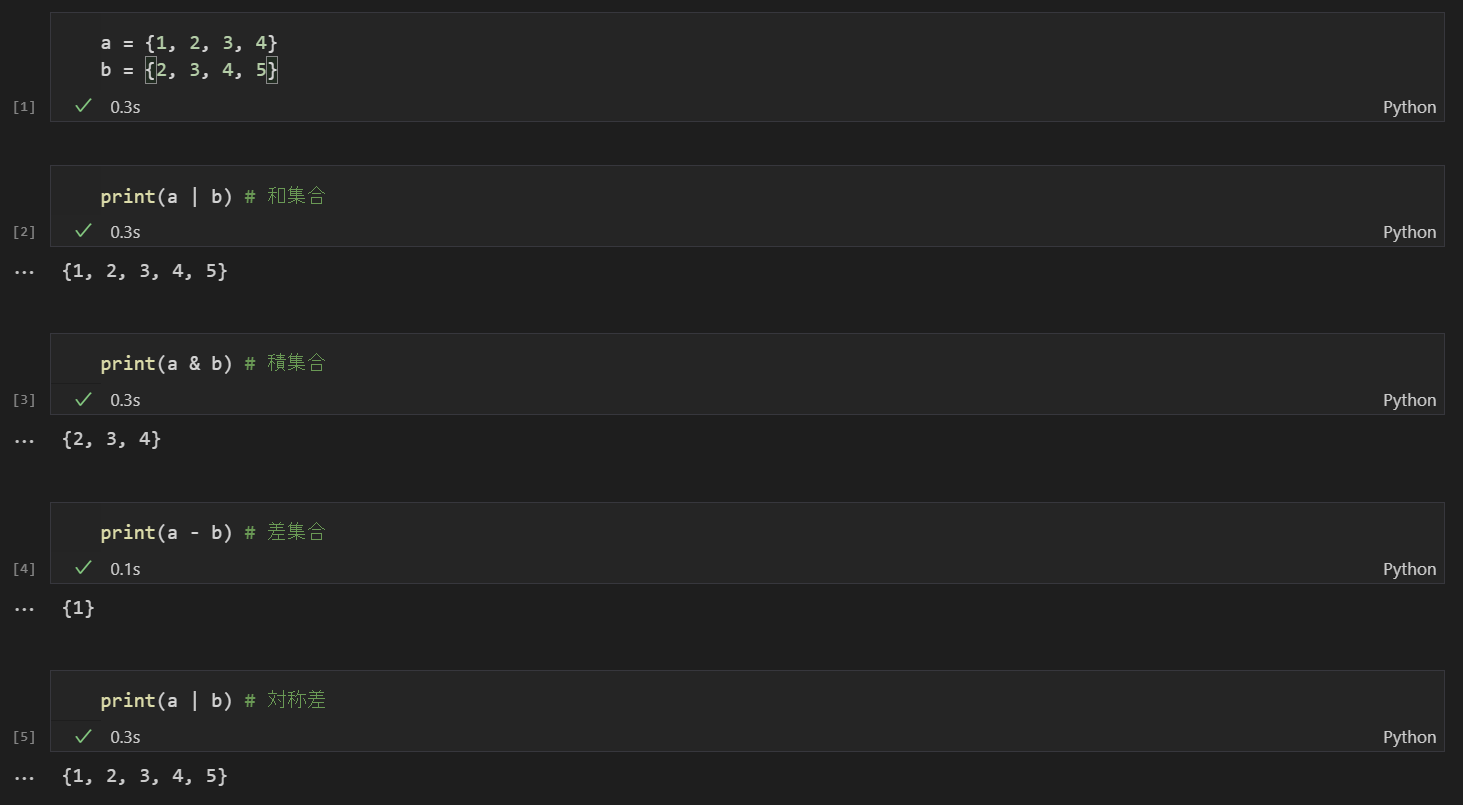 a = {1, 2, 3, 4}
b = {2, 3, 4, 5}
[1] ✓ 0.3s Python
print(a | b) # 和集合
[2] ✓ 0.3s Python
... {1, 2, 3, 4, 5}
print(a & b) # 積集合
[3] ✓ 0.3s Python
... {2, 3, 4}
print(a - b) # 差集合
[4] ✓ 0.1s Python
... {1}
print(a | b) # 対称差
[5] ✓ 0.3s Python
... {1, 2, 3, 4, 5}